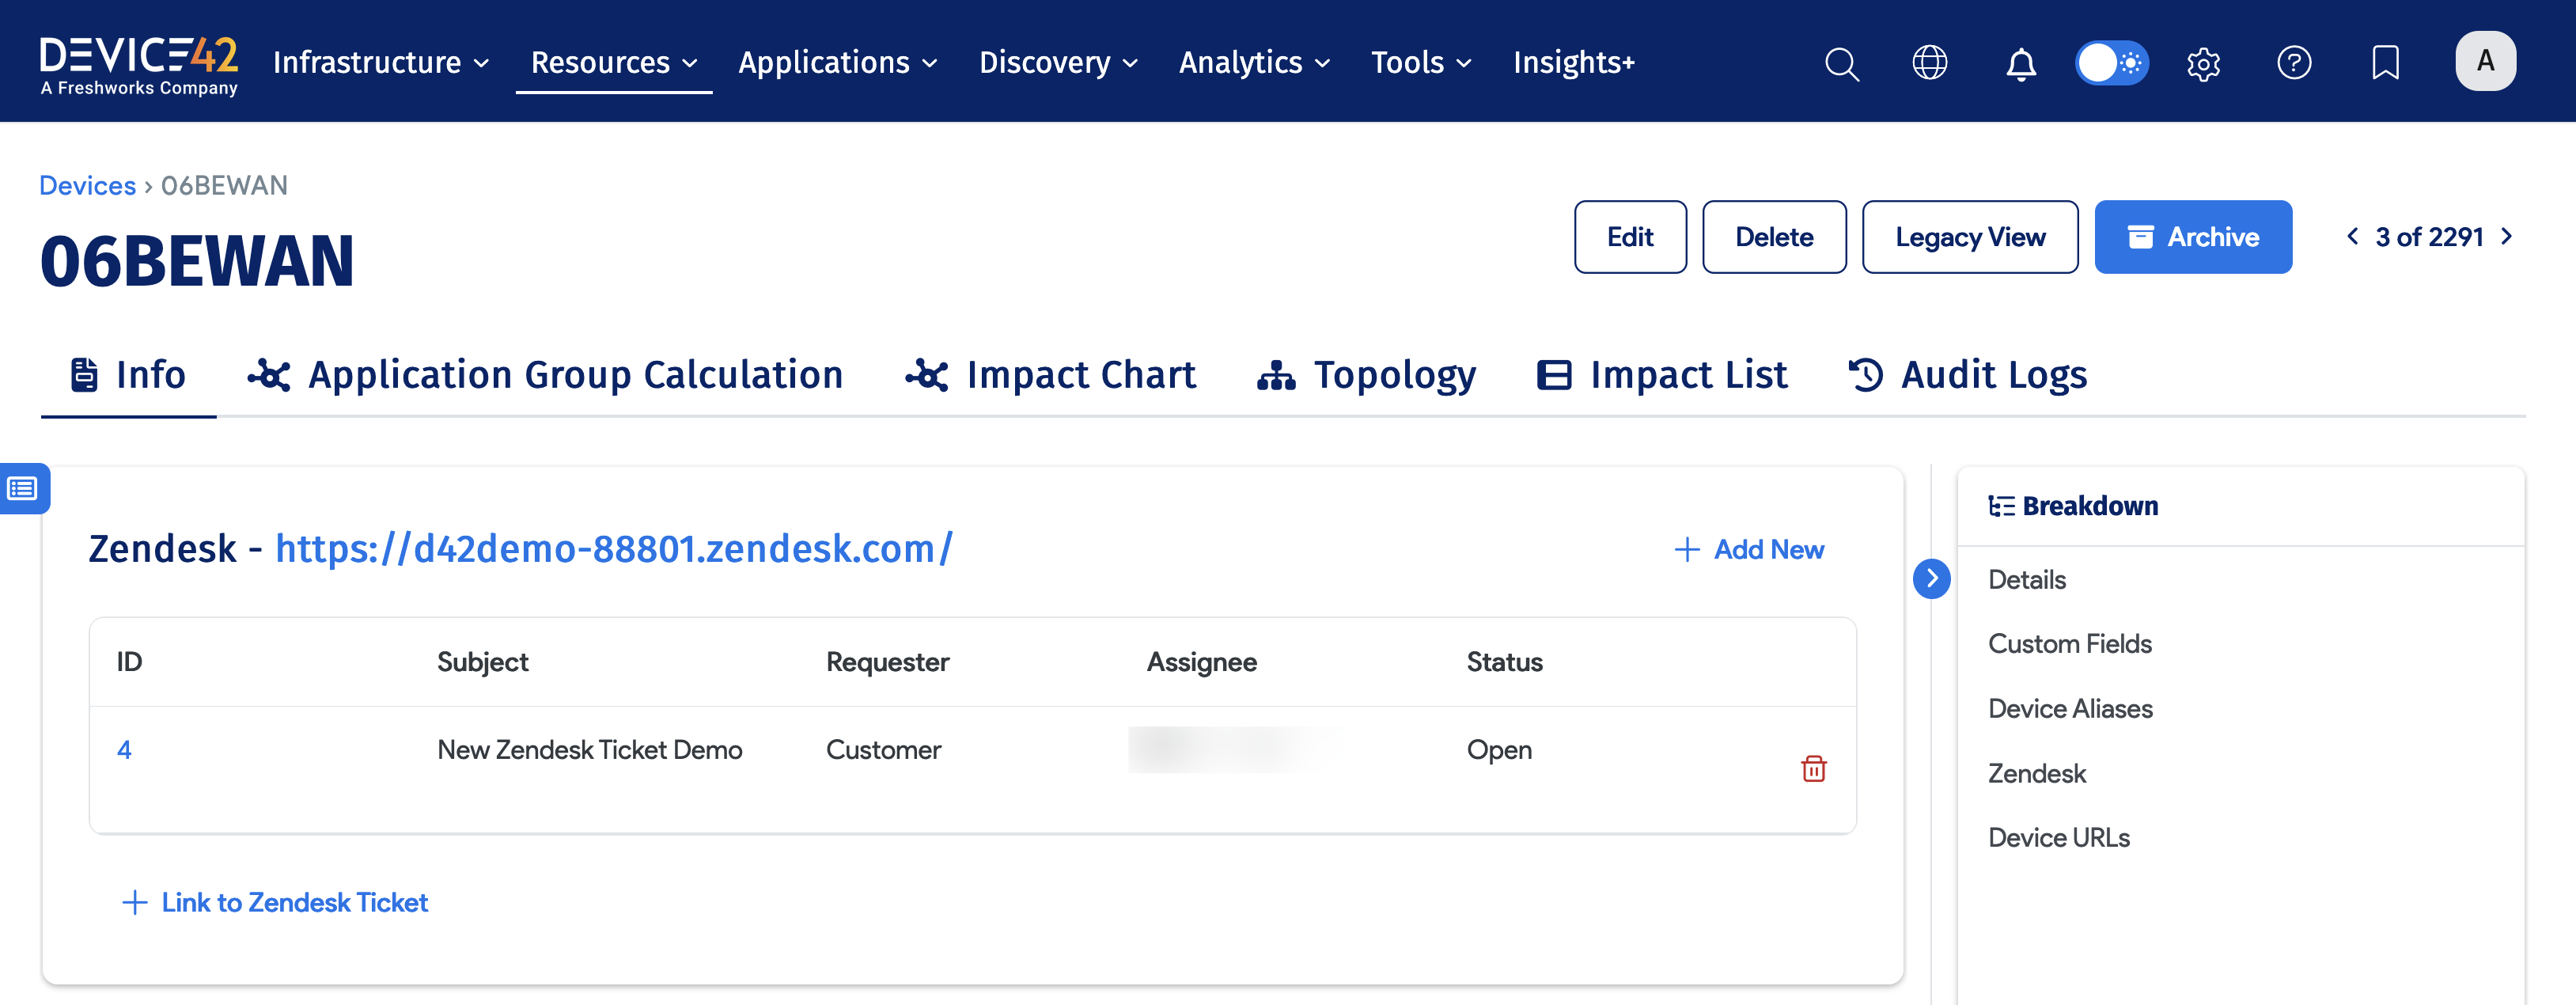 DEVICE42
A Freshworks Company
Infrastructure Resources Applications Discovery Analytics Tools Insights+
A
Devices › 06BEWAN
06BEWAN
Edit Delete Legacy View Archive 3 of 2291
Info Application Group Calculation Impact Chart Topology Impact List Audit Logs
Zendesk - https://d42demo-88801.zendesk.com/
+ Add New
ID Subject Requester Assignee Status
4 New Zendesk Ticket Demo Customer Open
+ Link to Zendesk Ticket
Breakdown
Details
Custom Fields
Device Aliases
Zendesk
Device URLs